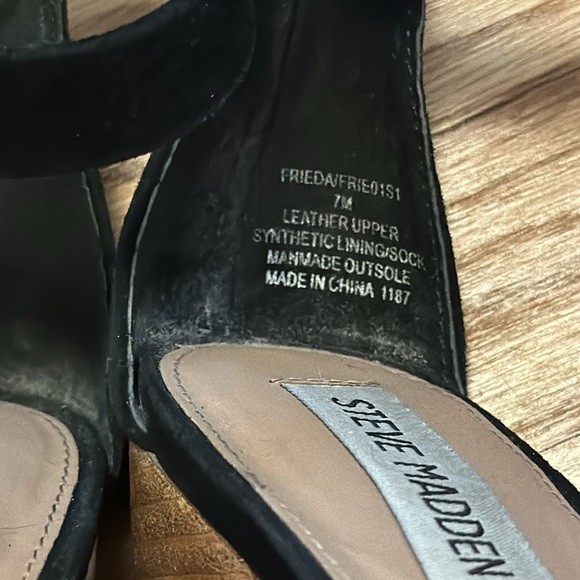 FRIEDA/FRIE01S1
7M
LEATHER UPPER
SYNTHETIC LINING/SOCK
MANMADE OUTSOLE
MADE IN CHINA 1187
STEVE MADDEN